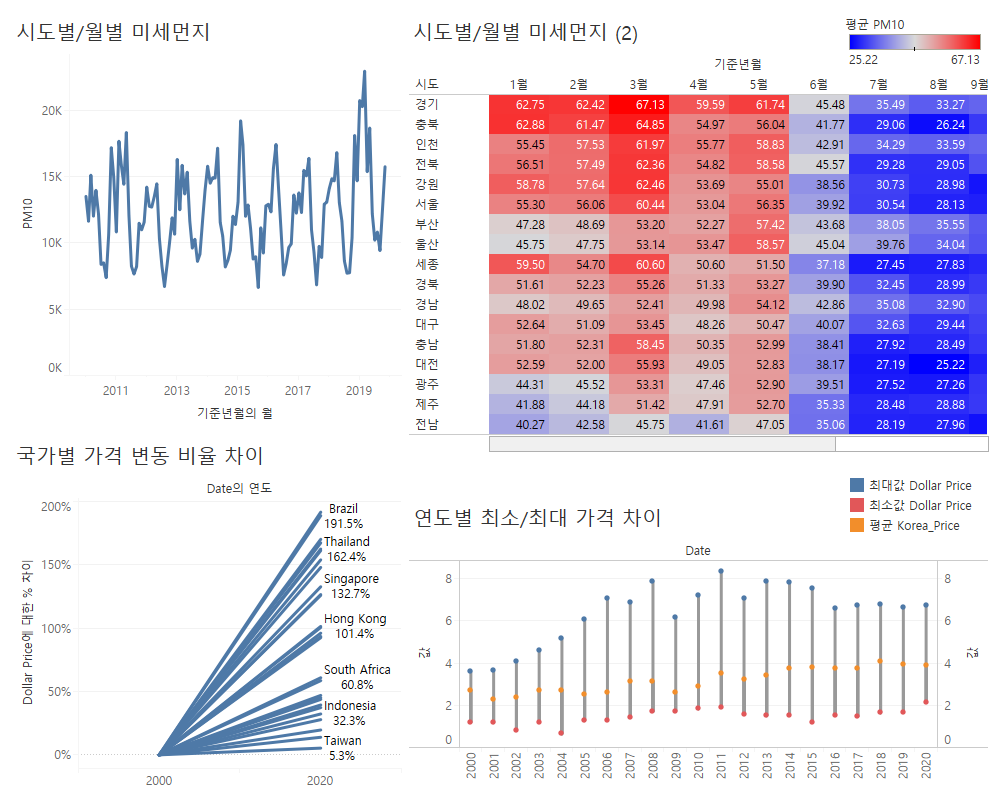 시도별/월별 미세먼지
20K
15K
10K
5K
0K
PM10
2011 2013 2015 2017 2019
기준년월의 월
시도별/월별 미세먼지 (2)
평균 PM10
25.22 67.13
기준년월
시도 1월 2월 3월 4월 5월 6월 7월 8월 9월
경기 62.75 62.42 67.13 59.59 61.74 45.48 35.49 33.27
충북 62.88 61.47 64.85 54.97 56.04 41.77 29.06 26.24
인천 55.45 57.53 61.97 55.77 58.83 42.91 34.29 33.59
전북 56.51 57.49 62.36 54.82 58.58 45.57 29.28 29.05
강원 58.78 57.64 62.46 53.69 55.01 38.56 30.73 28.98
서울 55.30 56.06 60.44 53.04 56.35 39.92 30.54 28.13
부산 47.28 48.69 53.20 52.27 57.42 43.68 38.05 35.55
울산 45.75 47.75 53.14 53.47 58.57 45.04 39.76 34.04
세종 59.50 54.70 60.60 50.60 51.50 37.18 27.45 27.83
경북 51.61 52.23 55.26 51.33 53.27 39.90 32.45 28.99
경남 48.02 49.65 52.41 49.98 54.12 42.86 35.08 32.90
대구 52.64 51.09 53.45 48.26 50.47 40.07 32.63 29.44
충남 51.80 52.31 58.45 50.35 52.99 38.41 27.92 28.49
대전 52.59 52.00 55.93 49.05 52.83 38.17 27.19 25.22
광주 44.31 45.52 53.31 47.46 52.90 39.51 27.52 27.26
제주 41.88 44.18 51.42 47.91 52.70 35.33 28.48 28.88
전남 40.27 42.58 45.75 41.61 47.05 35.06 28.19 27.96
국가별 가격 변동 비율 차이
Date의 연도
200%
150%
100%
50%
0%
Dollar Price에 대한 % 차이
Brazil
191.5%
Thailand
162.4%
Singapore
132.7%
Hong Kong
101.4%
South Africa
60.8%
Indonesia
32.3%
Taiwan
5.3%
2000 2020
최대값 Dollar Price
최소값 Dollar Price
평균 Korea_Price
연도별 최소/최대 가격 차이
Date
8 8
6 6
4 4
2 2
0 0
값 값
2000 2001 2002 2003 2004 2005 2006 2007 2008 2009 2010 2011 2012 2013 2014 2015 2016 2017 2018 2019 2020